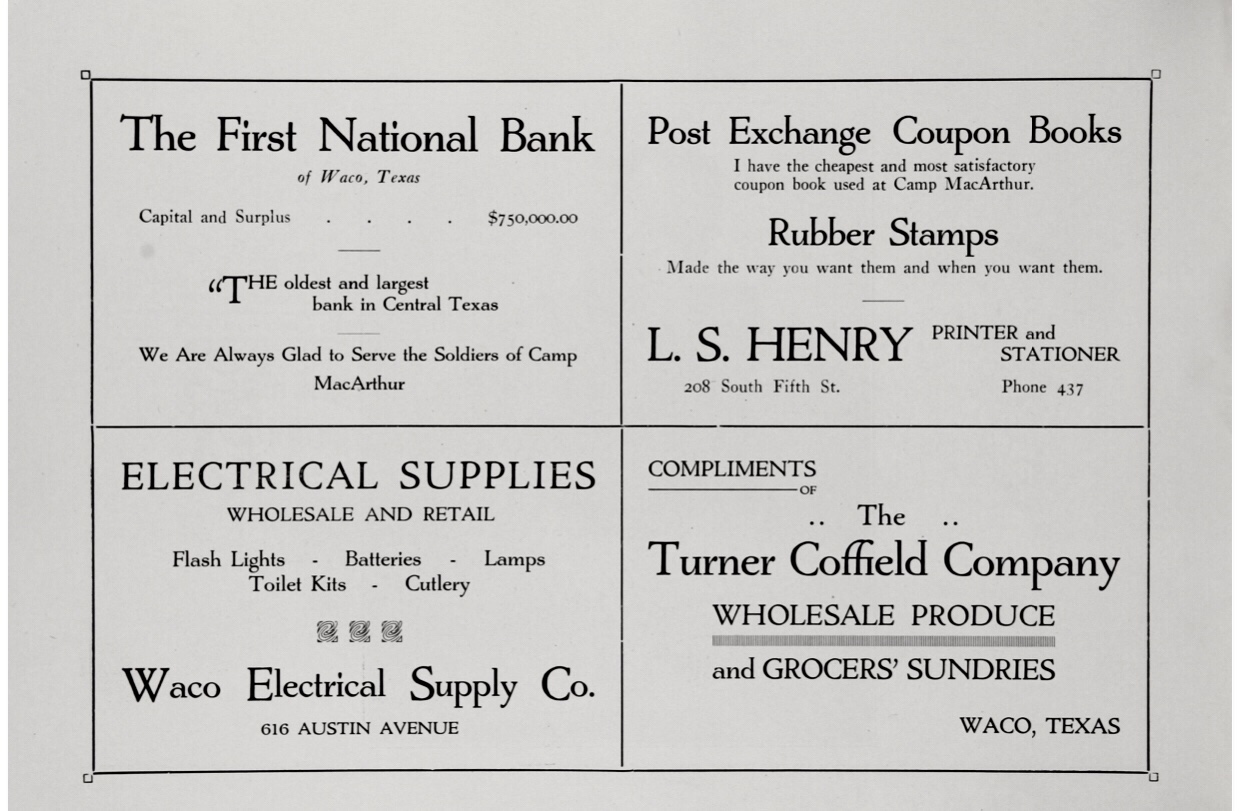 The First National Bank
of Waco, Texas
Capital and Surplus . . . . $750,000.00
“THE oldest and largest
bank in Central Texas
We Are Always Glad to Serve the Soldiers of Camp
MacArthur
Post Exchange Coupon Books
I have the cheapest and most satisfactory
coupon book used at Camp MacArthur.
Rubber Stamps
Made the way you want them and when you want them.
L. S. HENRY PRINTER and
STATIONER
208 South Fifth St. Phone 437
ELECTRICAL SUPPLIES
WHOLESALE AND RETAIL
Flash Lights - Batteries - Lamps
Toilet Kits - Cutlery
Waco Electrical Supply Co.
616 AUSTIN AVENUE
COMPLIMENTS
OF
.. The ..
Turner Coffield Company
WHOLESALE PRODUCE
and GROCERS’ SUNDRIES
WACO, TEXAS